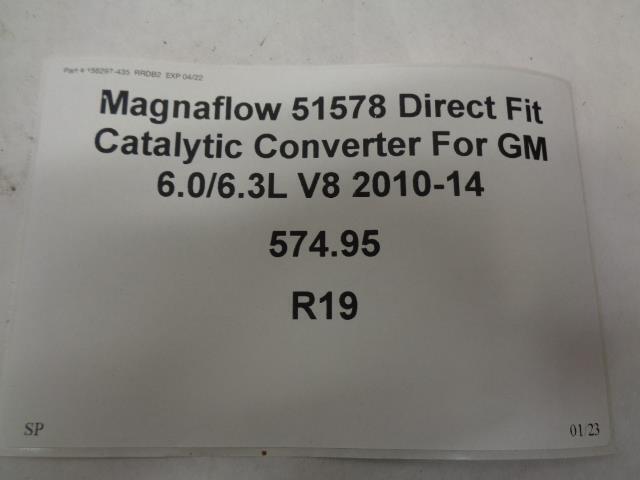 Part # 156297-435 RRDB2 EXP 04/22
Magnaflow 51578 Direct Fit
Catalytic Converter For GM
6.0/6.3L V8 2010-14
574.95
R19
SP
01/23